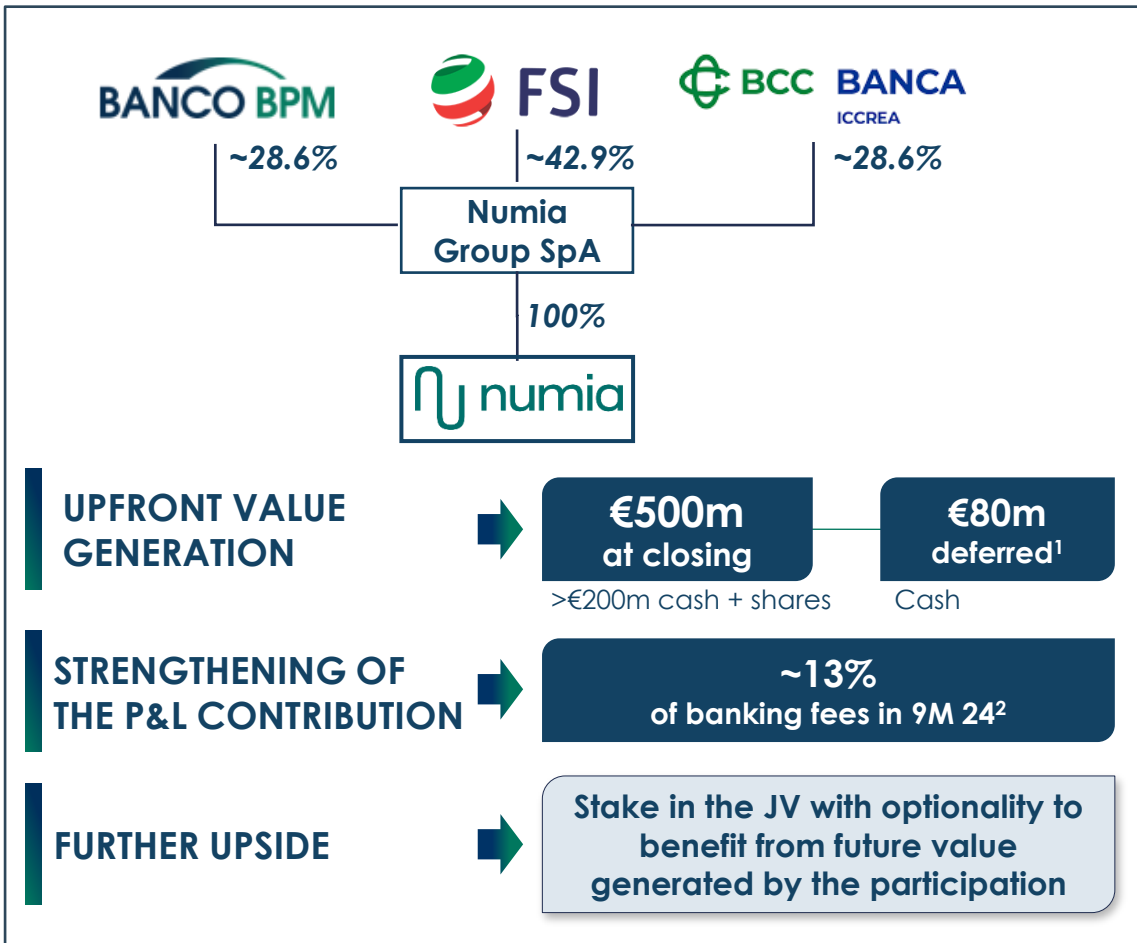 BANCO BPM
FSI
BCC BANCA
ICCREA
~28.6%
~42.9%
~28.6%
Numia
Group SpA
100%
numia
UPFRONT VALUE
GENERATION
€500m
at closing
>€200m cash + shares
€80m
deferred¹
Cash
STRENGTHENING OF
THE P&L CONTRIBUTION
~13%
of banking fees in 9M 24²
FURTHER UPSIDE
Stake in the JV with optionality to
benefit from future value
generated by the participation